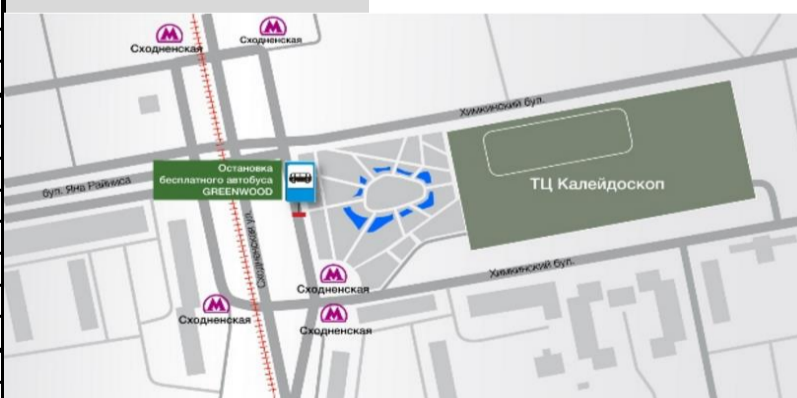 Сходненская
Сходненская
Химкинский бул.
Остановка
бесплатного автобуса
GREENWOOD
ТЦ Калейдоскоп
бул. Яна Райниса
Сходненская ул.
Химкинский бул.
Сходненская
Сходненская
Сходненская